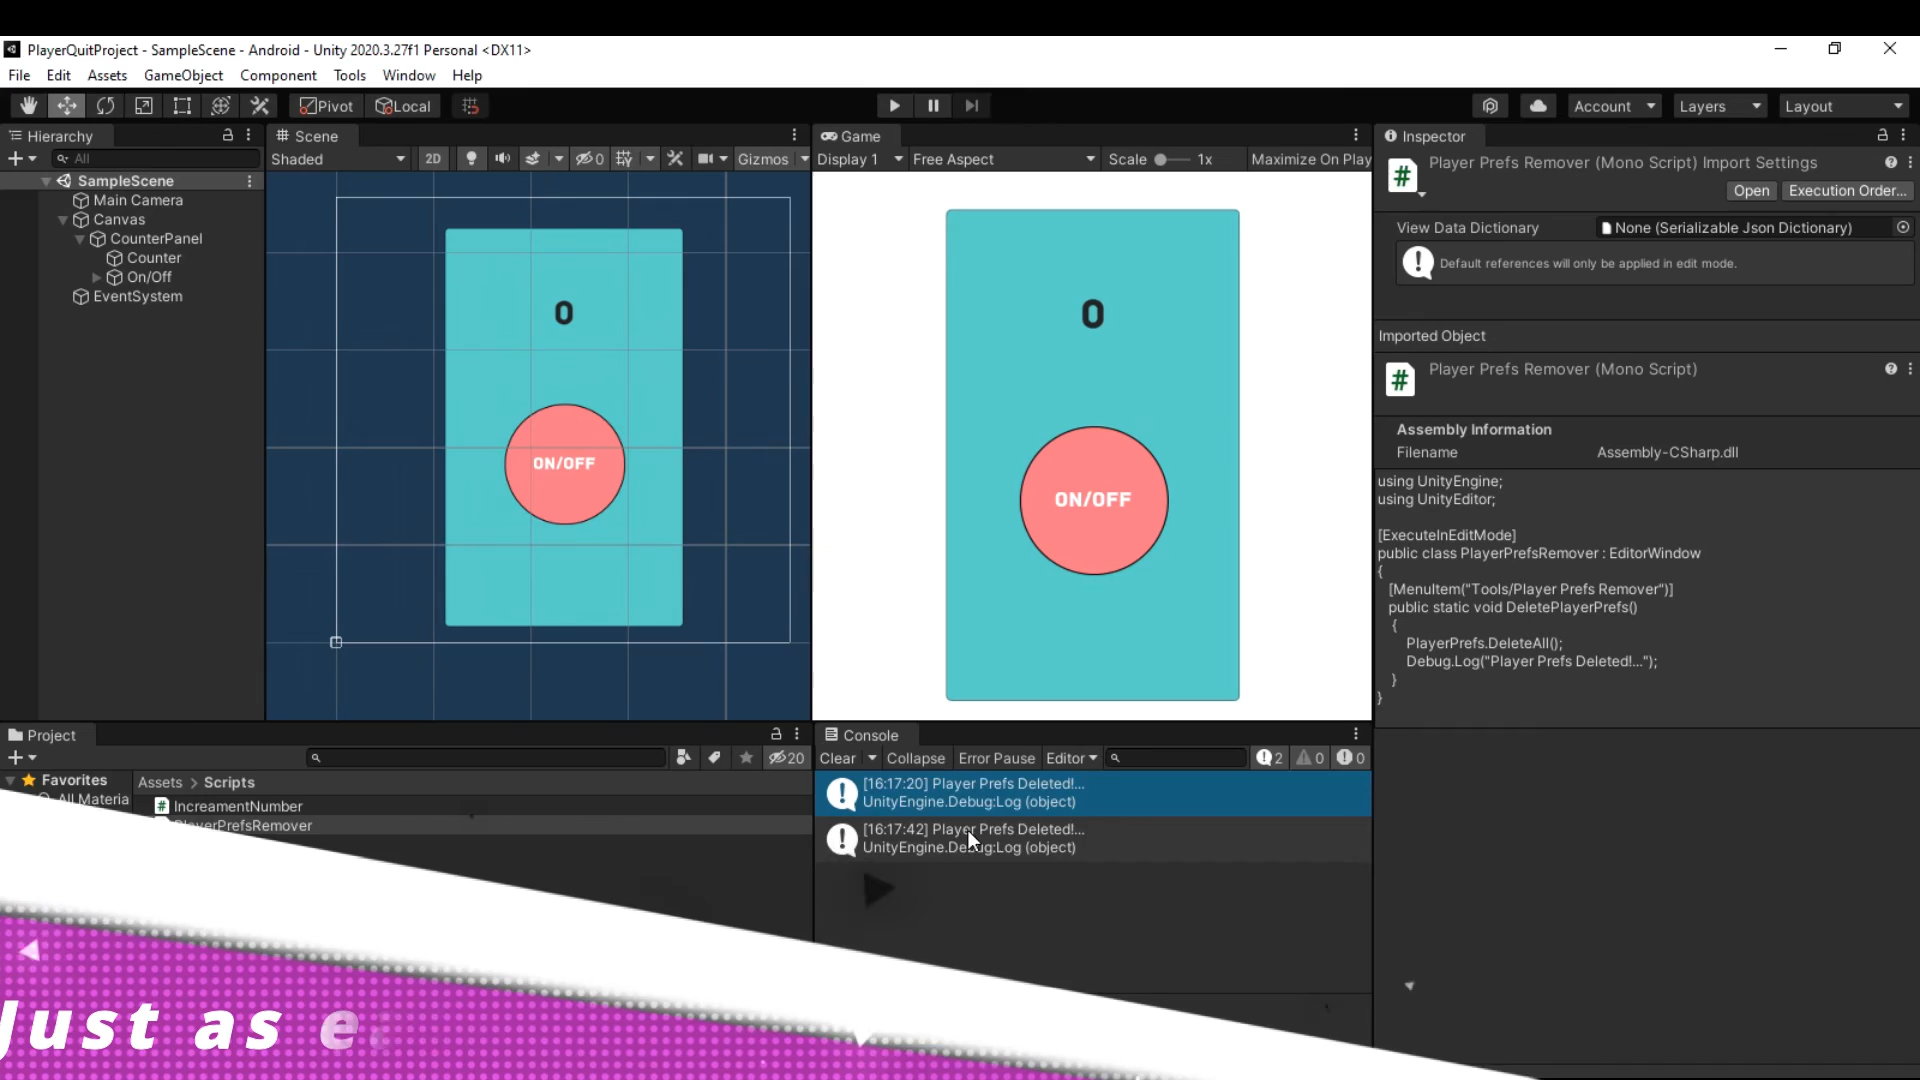 PlayerQuitProject - SampleScene - Android - Unity 2020.3.27f1 Personal <DX11>
File Edit Assets GameObject Component Tools Window Help
Pivot Local Account Layers Layout
Hierarchy
All
SampleScene
Main Camera
Canvas
CounterPanel
Counter
On/Off
EventSystem
Scene
Shaded 2D 0 Gizmos
0
ON/OFF
Game
Display 1 Free Aspect Scale 1x Maximize On Play
0
ON/OFF
Inspector
Player Prefs Remover (Mono Script) Import Settings
Open Execution Order...
View Data Dictionary None (Serializable Json Dictionary)
Default references will only be applied in edit mode.
Imported Object
Player Prefs Remover (Mono Script)
Assembly Information
Filename Assembly-CSharp.dll
using UnityEngine;
using UnityEditor;
[ExecuteInEditMode]
public class PlayerPrefsRemover : EditorWindow
{
[MenuItem("Tools/Player Prefs Remover")]
public static void DeletePlayerPrefs()
{
PlayerPrefs.DeleteAll();
Debug.Log("Player Prefs Deleted!...");
}
}
Project
20
Favorites
All Materia
Assets > Scripts
IncreamentNumber
PlayerPrefsRemover
Console
Clear Collapse Error Pause Editor 2 0 0
[16:17:20] Player Prefs Deleted!...
UnityEngine.Debug:Log (object)
[16:17:42] Player Prefs Deleted!...
UnityEngine.Debug:Log (object)
Just as